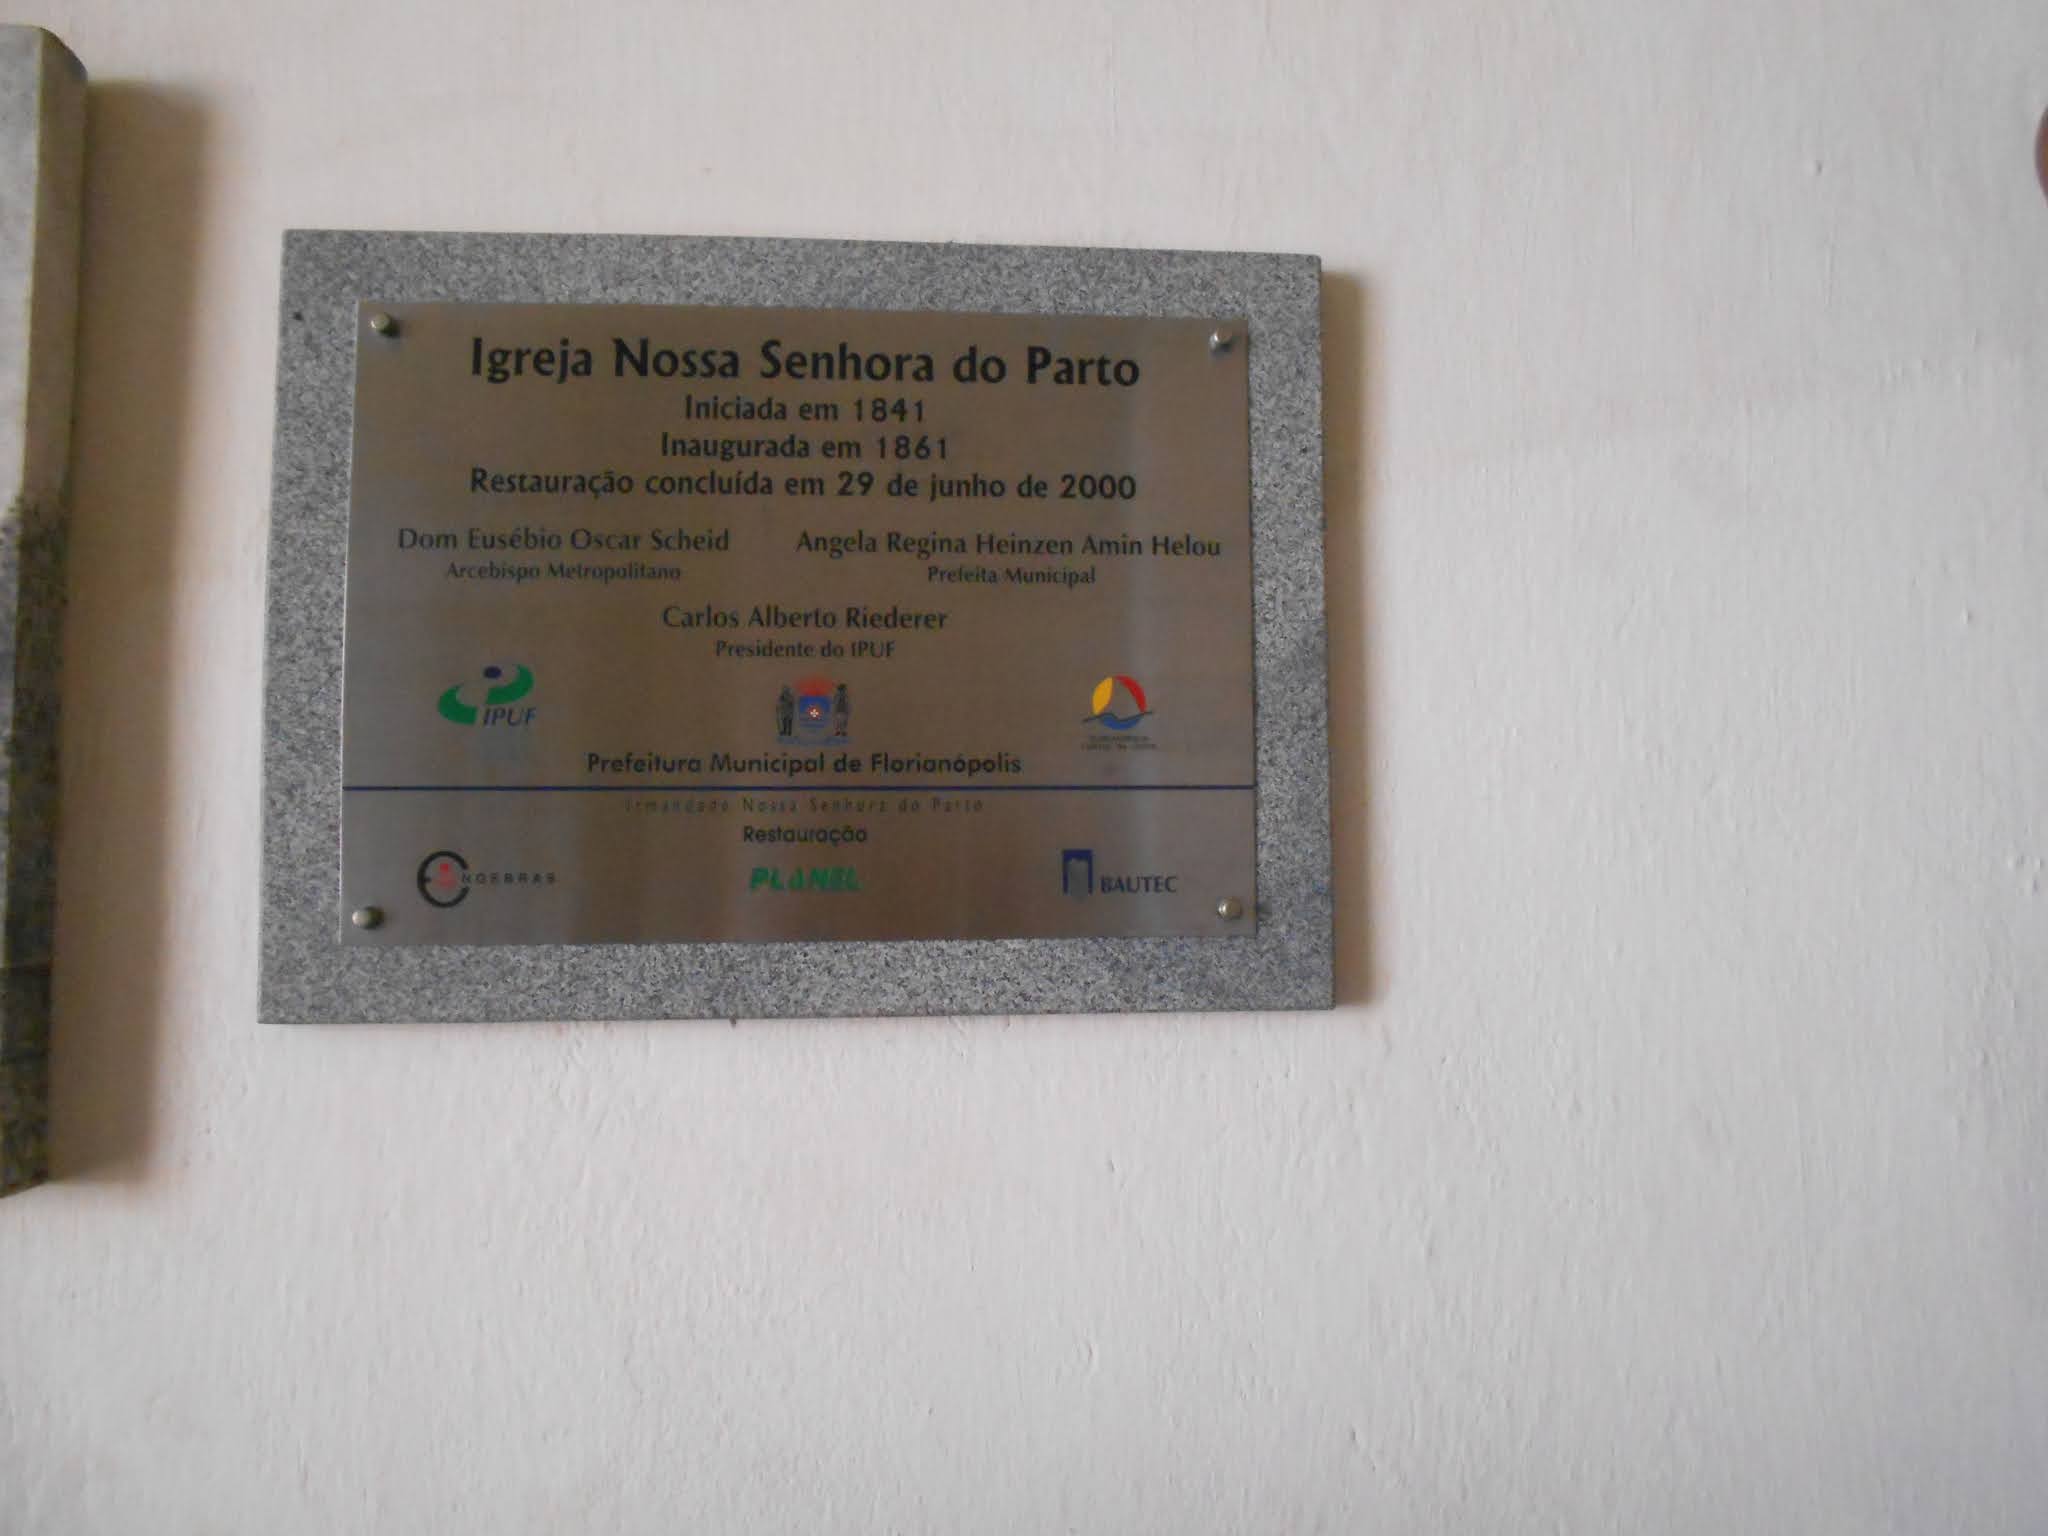 Igreja Nossa Senhora do Parto
Iniciada em 1841
Inaugurada em 1861
Restauração concluída em 29 de junho de 2000
Dom Eusébio Oscar Scheid
Arcebispo Metropolitano
Angela Regina Heinzen Amin Helou
Prefeita Municipal
Carlos Alberto Riederer
Presidente do IPUF
IPUF
Prefeitura Municipal de Florianópolis
Irmandade Nossa Senhora do Parto
Restauração
ENGEBRAS
PLANEL
BAUTEC